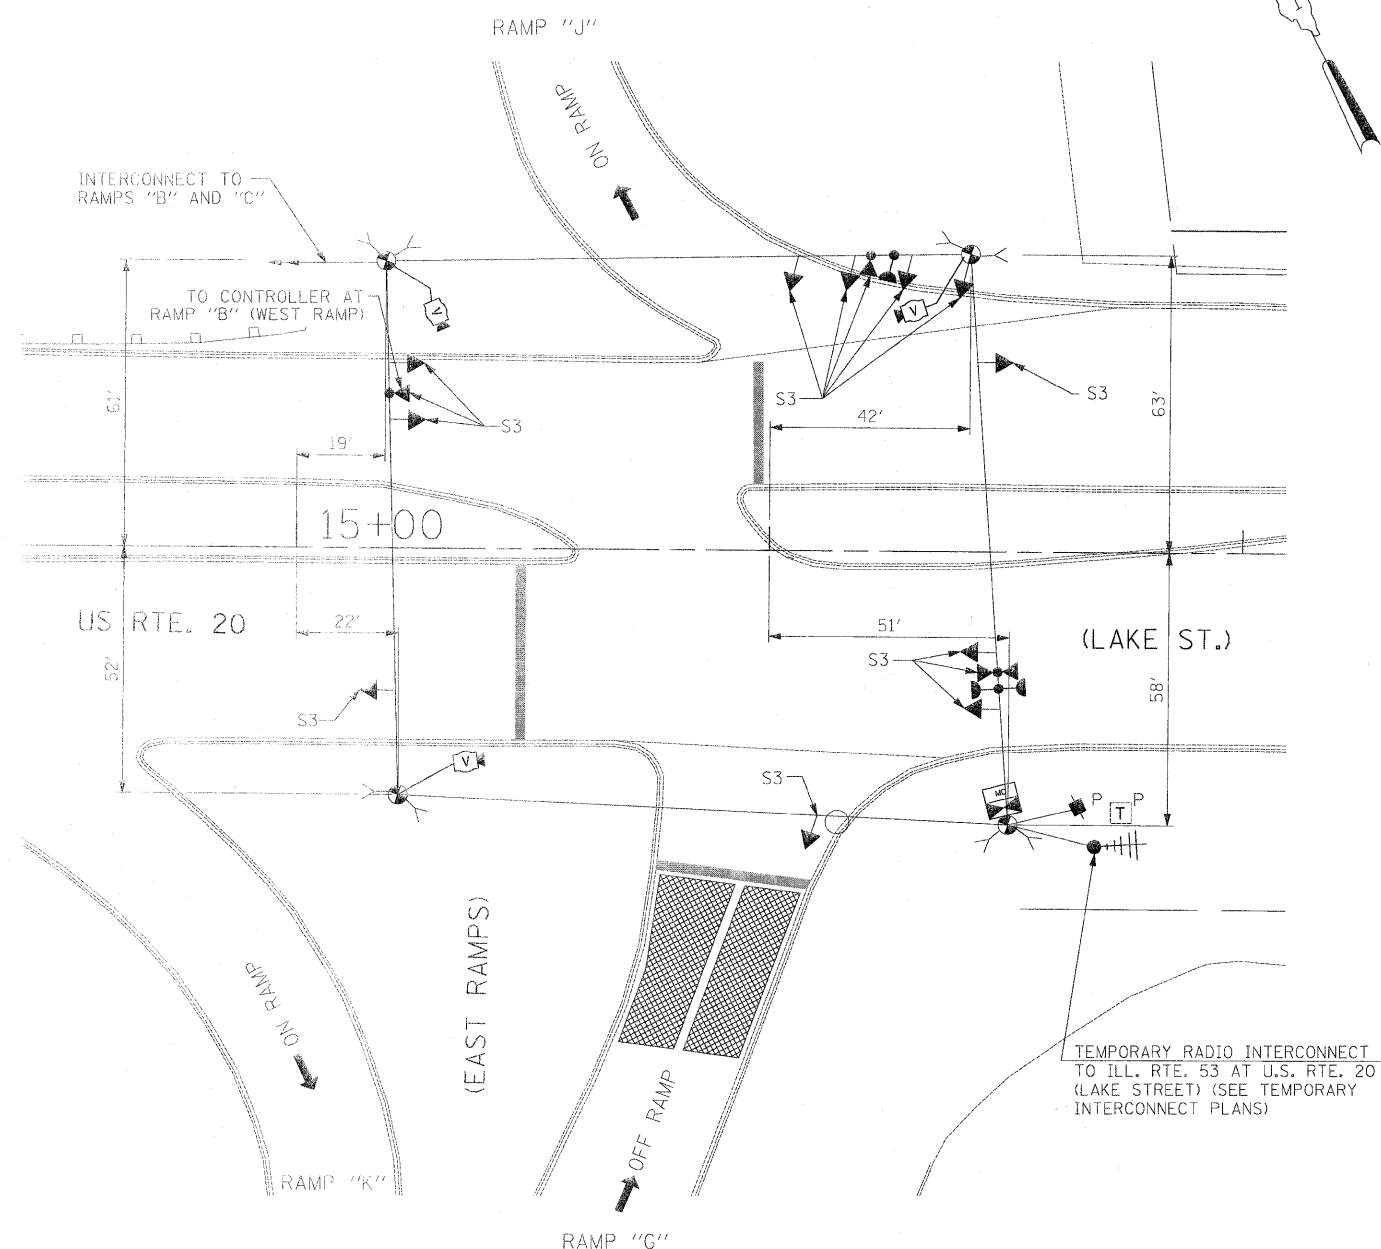 RAMP "J"
ON RAMP
INTERCONNECT TO
RAMPS "B" AND "C"
TO CONTROLLER AT
RAMP "B" (WEST RAMP)
V
V
S3
S3
S3
61'
63'
19'
42'
15+00
US RTE. 20
22'
51'
(LAKE ST.)
52'
58'
S3
S3
V
S3
MC
P
T
P
(EAST RAMPS)
ON RAMP
OFF RAMP
TEMPORARY RADIO INTERCONNECT
TO ILL. RTE. 53 AT U.S. RTE. 20
(LAKE STREET) (SEE TEMPORARY
INTERCONNECT PLANS)
RAMP "K"
RAMP "G"